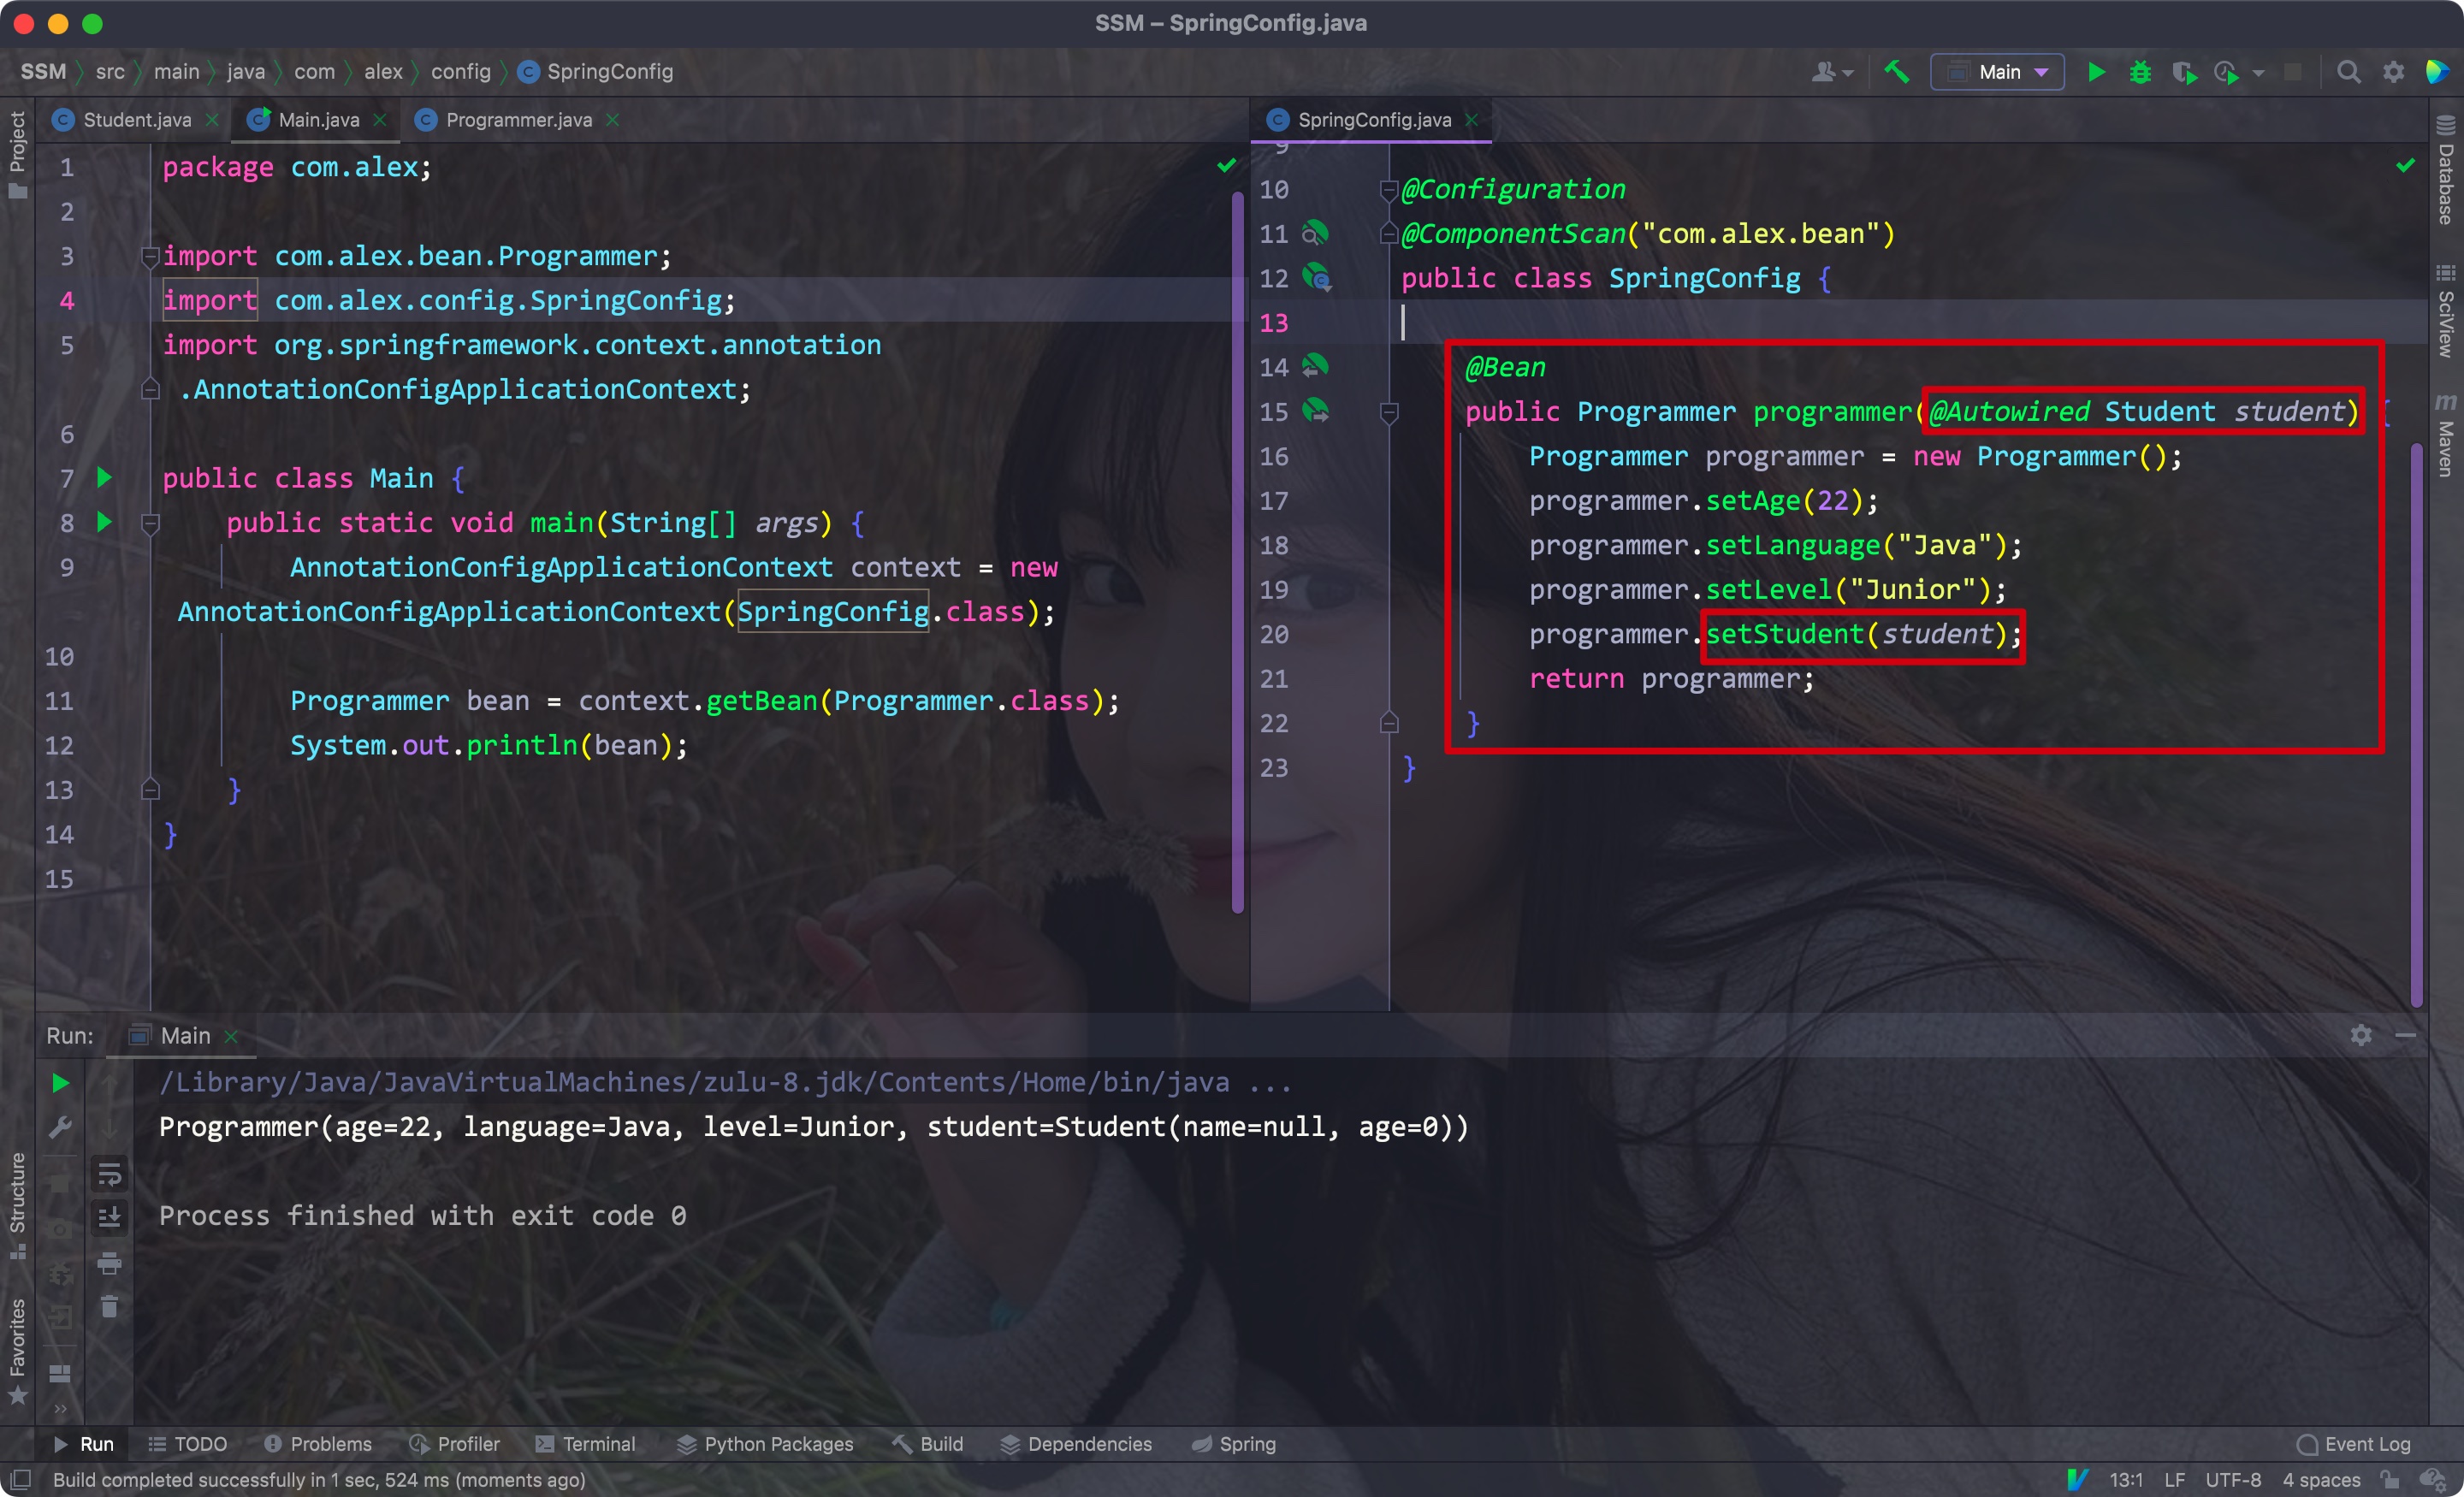 SSM – SpringConfig.java
SSM src main java com alex config SpringConfig
Main
Project
Student.java Main.java Programmer.java
1 package com.alex;
2
3 import com.alex.bean.Programmer;
4 import com.alex.config.SpringConfig;
5 import org.springframework.context.annotation
.AnnotationConfigApplicationContext;
6
7 public class Main {
8 public static void main(String[] args) {
9 AnnotationConfigApplicationContext context = new
AnnotationConfigApplicationContext(SpringConfig.class);
10
11 Programmer bean = context.getBean(Programmer.class);
12 System.out.println(bean);
13 }
14 }
15
SpringConfig.java
9
10 @Configuration
11 @ComponentScan("com.alex.bean")
12 public class SpringConfig {
13
14 @Bean
15 public Programmer programmer(@Autowired Student student) {
16 Programmer programmer = new Programmer();
17 programmer.setAge(22);
18 programmer.setLanguage("Java");
19 programmer.setLevel("Junior");
20 programmer.setStudent(student);
21 return programmer;
22 }
23 }
Database
SciView
Maven
Run: Main
/Library/Java/JavaVirtualMachines/zulu-8.jdk/Contents/Home/bin/java ...
Programmer(age=22, language=Java, level=Junior, student=Student(name=null, age=0))
Process finished with exit code 0
Structure
Favorites
Run TODO Problems Profiler Terminal Python Packages Build Dependencies Spring Event Log
Build completed successfully in 1 sec, 524 ms (moments ago) 13:1 LF UTF-8 4 spaces